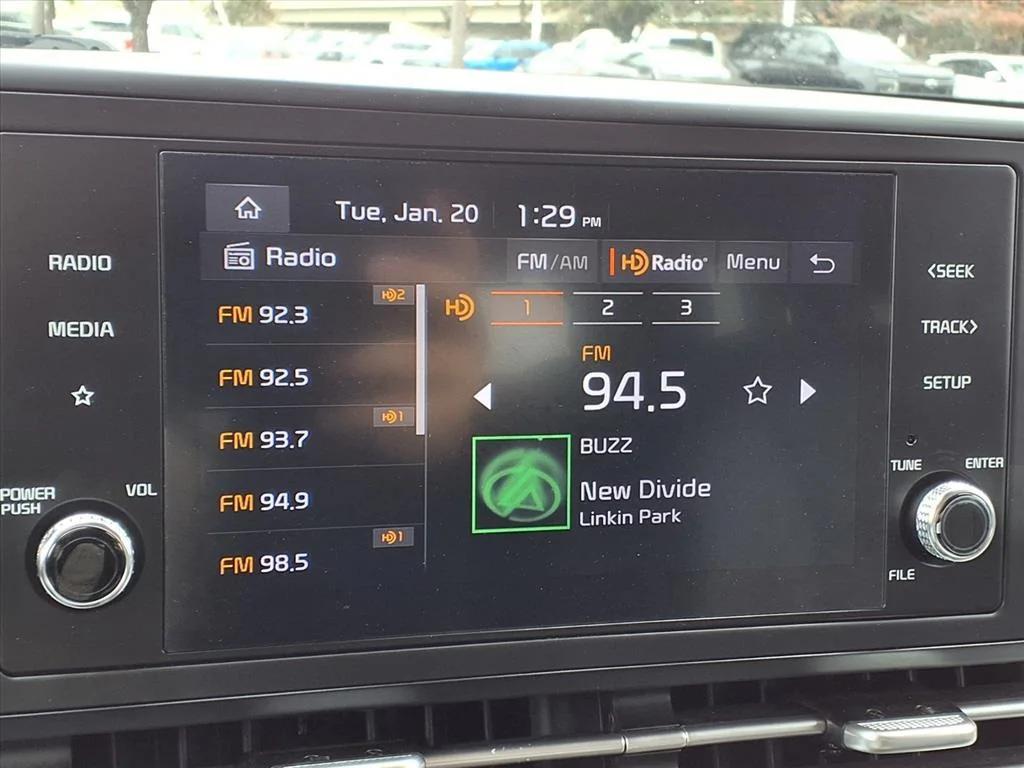 Tue, Jan. 20 1:29 PM
Radio FM/AM HD Radio Menu
RADIO
MEDIA
POWER PUSH
VOL
FM 92.3 HD2
FM 92.5
FM 93.7 HD1
FM 94.9
FM 98.5 HD1
HD 1 2 3
FM
94.5
BUZZ
New Divide
Linkin Park
<SEEK
TRACK>
SETUP
TUNE
ENTER
FILE